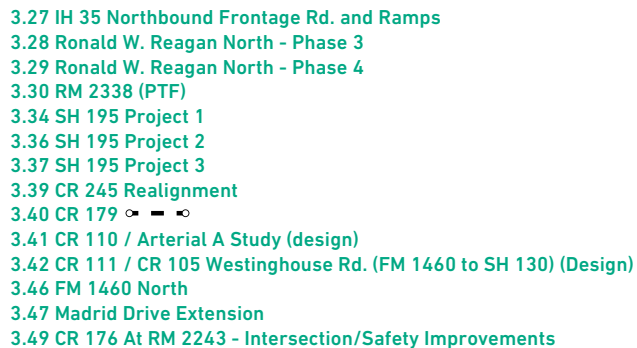 3.27 IH 35 Northbound Frontage Rd. and Ramps
3.28 Ronald W. Reagan North - Phase 3
3.29 Ronald W. Reagan North - Phase 4
3.30 RM 2338 (PTF)
3.34 SH 195 Project 1
3.36 SH 195 Project 2
3.37 SH 195 Project 3
3.39 CR 245 Realignment
3.40 CR 179
3.41 CR 110 / Arterial A Study (design)
3.42 CR 111 / CR 105 Westinghouse Rd. (FM 1460 to SH 130) (Design)
3.46 FM 1460 North
3.47 Madrid Drive Extension
3.49 CR 176 At RM 2243 - Intersection/Safety Improvements